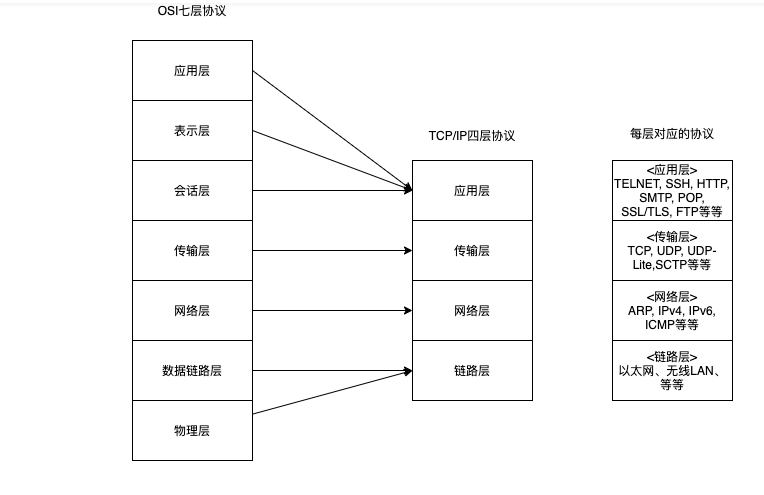 OSI七层协议
应用层
表示层
会话层
传输层
网络层
数据链路层
物理层
TCP/IP四层协议
应用层
传输层
网络层
链路层
每层对应的协议
<应用层>
TELNET, SSH, HTTP,
SMTP, POP,
SSL/TLS, FTP等等
<传输层>
TCP, UDP, UDP-
Lite,SCTP等等
<网络层>
ARP, IPv4, IPv6,
ICMP等等
<链路层>
以太网、无线LAN、
等等